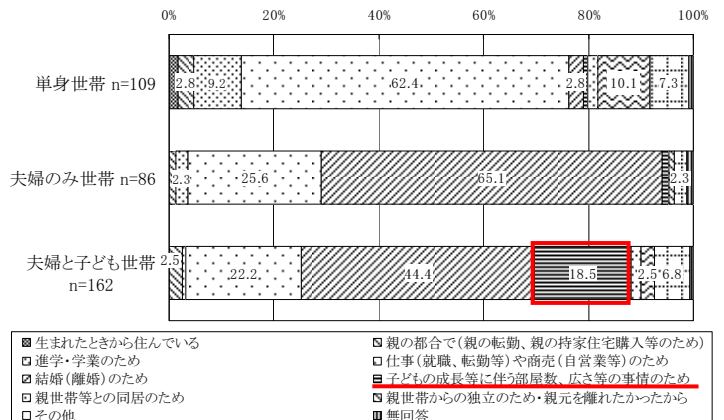 0% 20% 40% 60% 80% 100%
単身世帯 n=109
2.8 9.2 62.4 2.8 10.1 7.3
夫婦のみ世帯 n=86
2.3 25.6 65.1 2.3
夫婦と子ども世帯
n=162
2.5 22.2 44.4 18.5 2.5 6.8
生まれたときから住んでいる 親の都合で(親の転勤、親の持家住宅購入等のため)
進学・学業のため 仕事(就職、転勤等)や商売(自営業等)のため
結婚(離婚)のため 子どもの成長等に伴う部屋数、広さ等の事情のため
親世帯等との同居のため 親世帯からの独立のため・親元を離れたかったから
その他 無回答